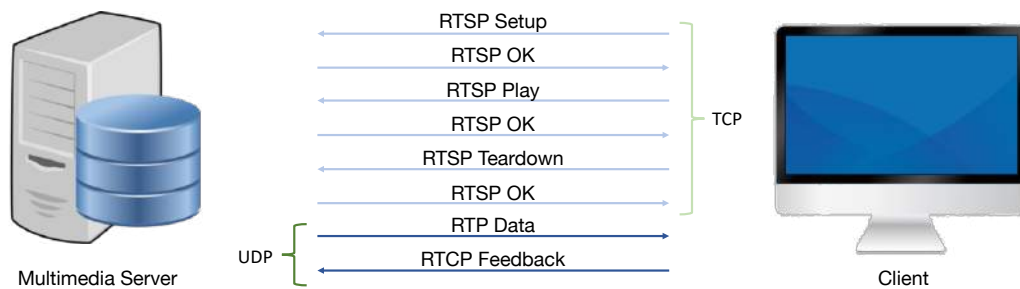 RTSP Setup
RTSP OK
RTSP Play
RTSP OK
TCP
RTSP Teardown
RTSP OK
RTP Data
UDP
RTCP Feedback
Multimedia Server
Client